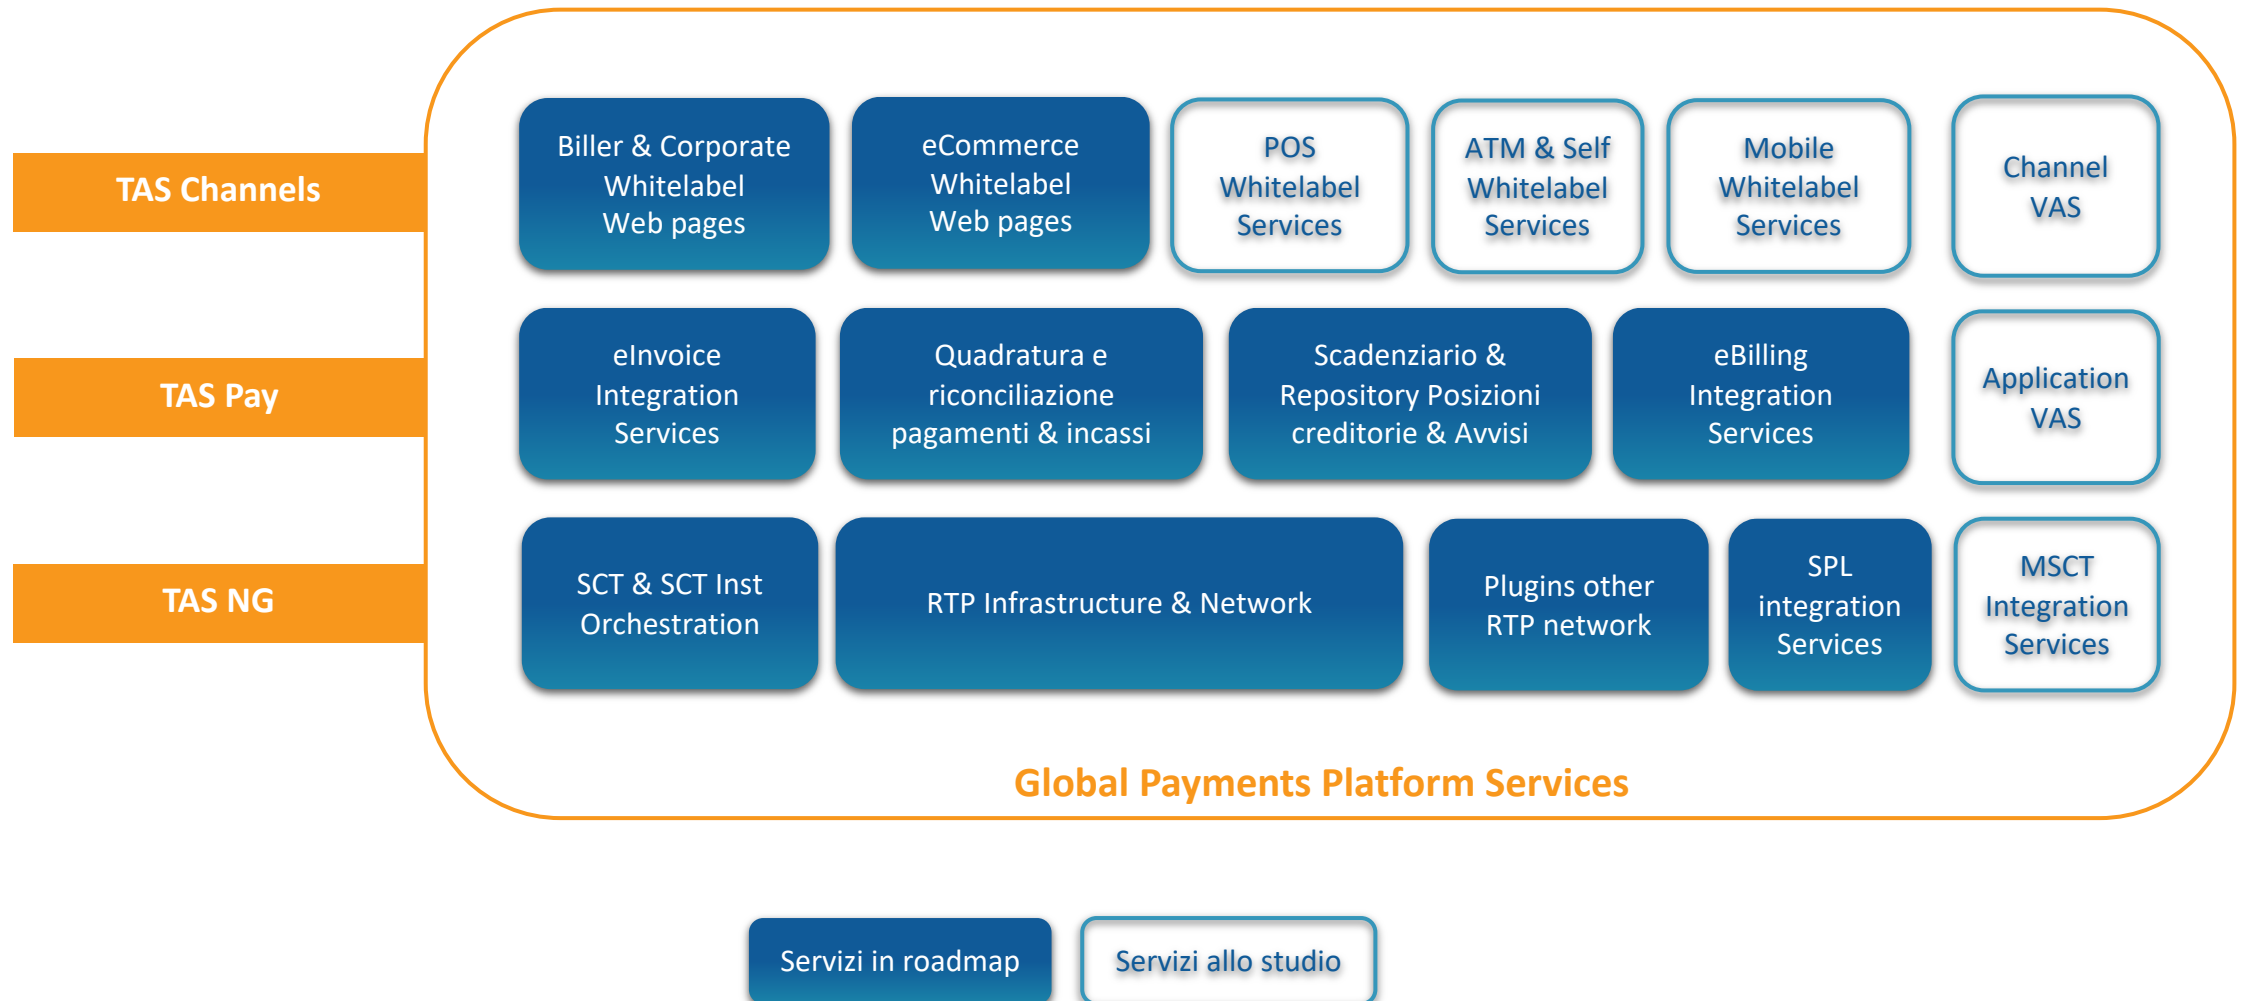 TAS Channels
Biller & Corporate
Whitelabel
Web pages
eCommerce
Whitelabel
Web pages
POS
Whitelabel
Services
ATM & Self
Whitelabel
Services
Mobile
Whitelabel
Services
Channel
VAS
TAS Pay
eInvoice
Integration
Services
Quadratura e
riconciliazione
pagamenti & incassi
Scadenziario &
Repository Posizioni
creditorie & Avvisi
eBilling
Integration
Services
Application
VAS
TAS NG
SCT & SCT Inst
Orchestration
RTP Infrastructure & Network
Plugins other
RTP network
SPL
integration
Services
MSCT
Integration
Services
Global Payments Platform Services
Servizi in roadmap
Servizi allo studio